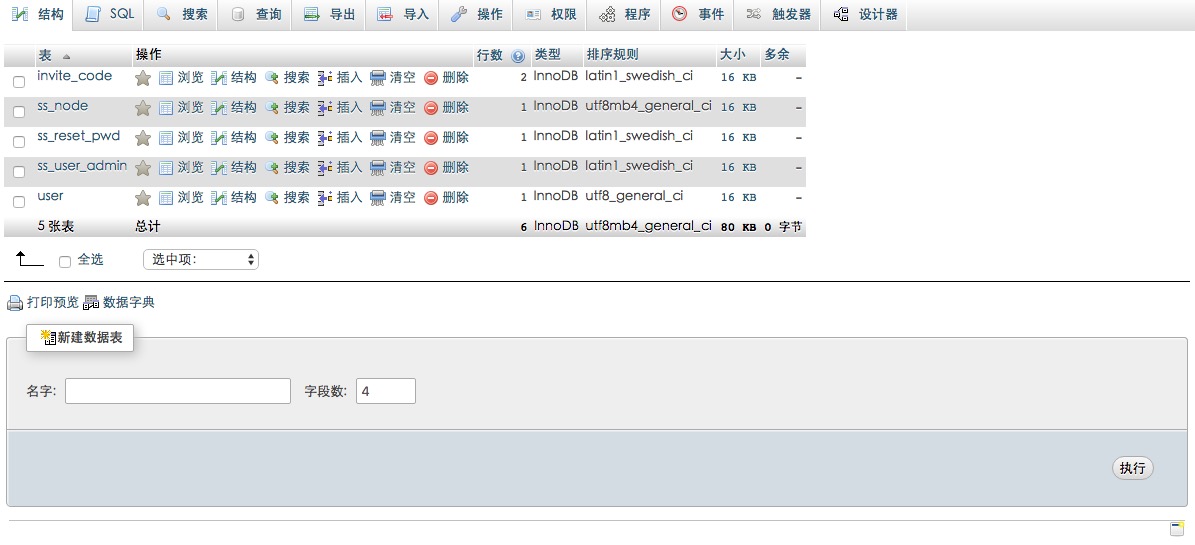 结构 SQL 搜索 查询 导出 导入 操作 权限 程序 事件 触发器 设计器
表 操作 行数 类型 排序规则 大小 多余
invite_code 浏览 结构 搜索 插入 清空 删除 2 InnoDB latin1_swedish_ci 16 KB -
ss_node 浏览 结构 搜索 插入 清空 删除 1 InnoDB utf8mb4_general_ci 16 KB -
ss_reset_pwd 浏览 结构 搜索 插入 清空 删除 1 InnoDB latin1_swedish_ci 16 KB -
ss_user_admin 浏览 结构 搜索 插入 清空 删除 1 InnoDB latin1_swedish_ci 16 KB -
user 浏览 结构 搜索 插入 清空 删除 1 InnoDB utf8_general_ci 16 KB -
5 张表 总计 6 InnoDB utf8mb4_general_ci 80 KB 0 字节
全选 选中项:
打印预览 数据字典
新建数据表
名字: 字段数: 4
执行